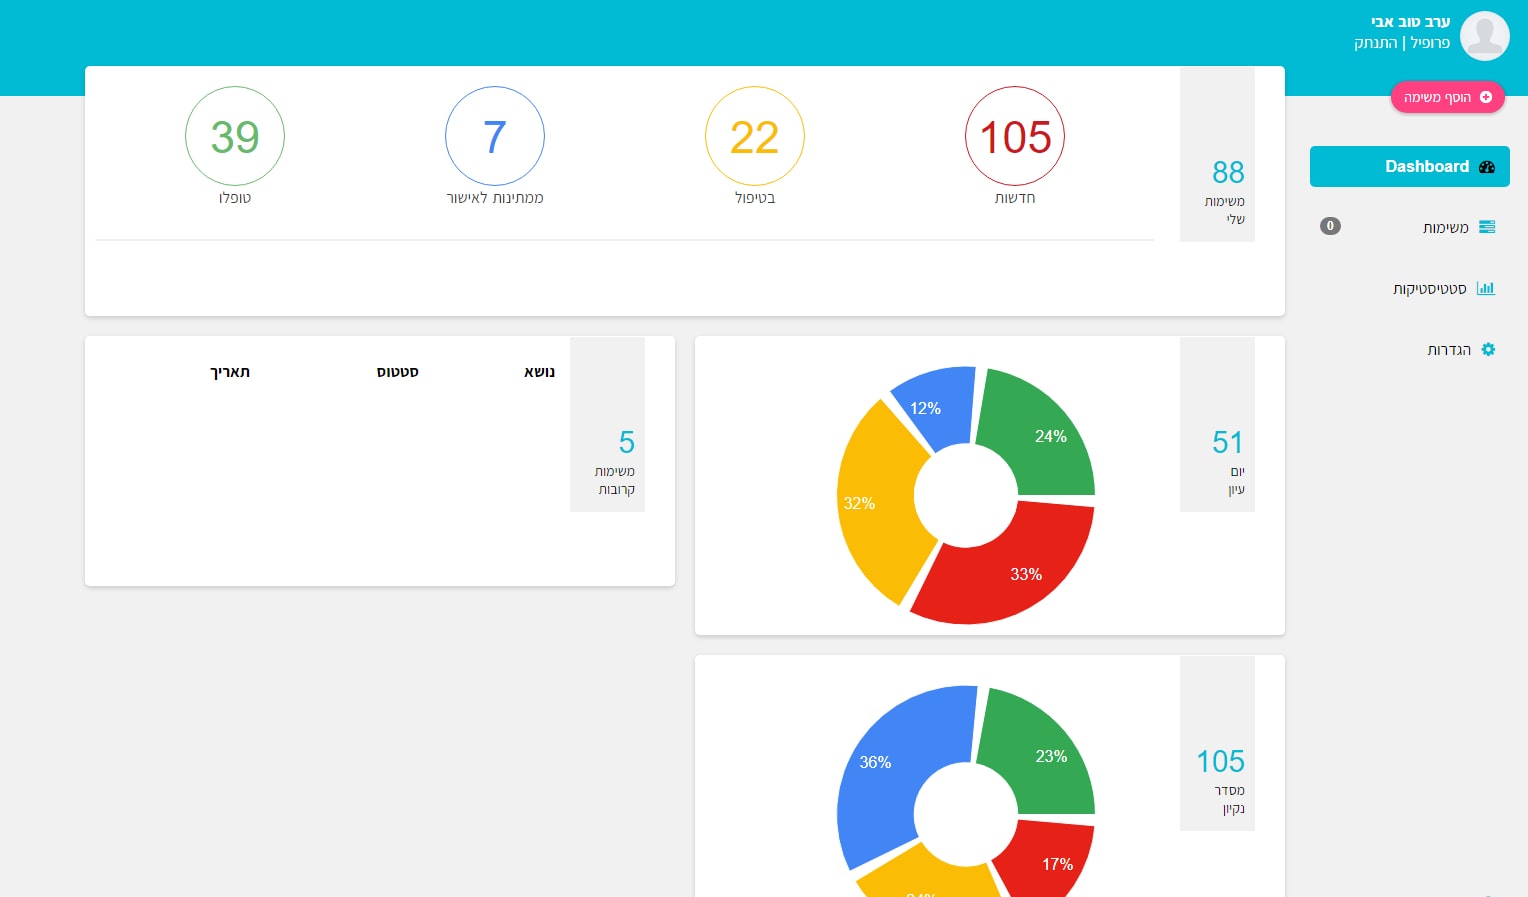 ערב טוב אבי
פרופיל | התנתק
הוסף משימה
Dashboard
משימות
0
סטטיסטיקות
הגדרות
88
משימות
שלי
105
חדשות
22
בטיפול
7
ממתינות לאישור
39
טופלו
51
יום
עיון
24%
12%
32%
33%
5
משימות
קרובות
נושא סטטוס תאריך
105
מסדר
נקיון
23%
36%
17%